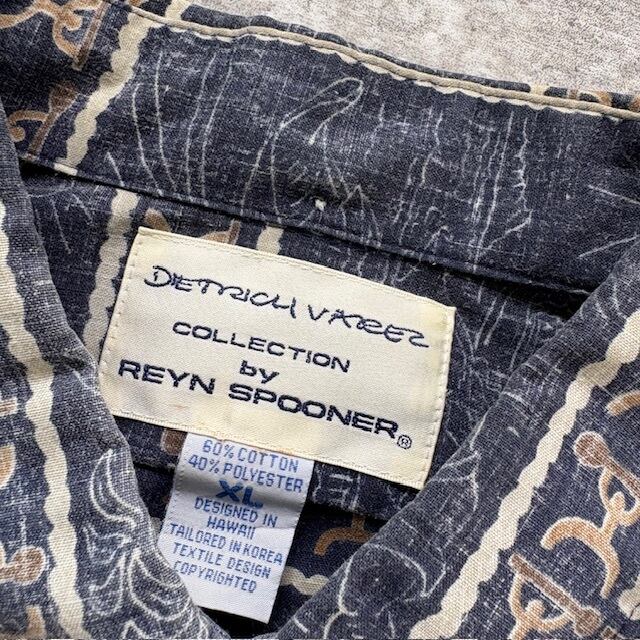 DIETRICH VAREZ
COLLECTION
by
REYN SPOONER®
60% COTTON
40% POLYESTER
XL
DESIGNED IN
HAWAII
TAILORED IN KOREA
TEXTILE DESIGN
COPYRIGHTED